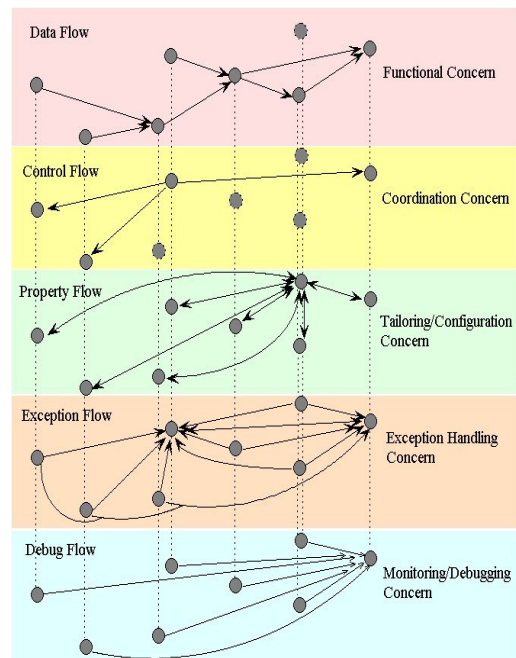 Data Flow
Functional Concern
Control Flow
Coordination Concern
Property Flow
Tailoring/Configuration
Concern
Exception Flow
Exception Handling
Concern
Debug Flow
Monitoring/Debugging
Concern